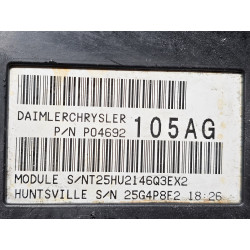 DAIMLERCHRYSLER
P/N P04692 105AG
MODULE S/NT25HU2146Q3EX2
HUNTSVILLE S/N 25G4P8F2 18:26